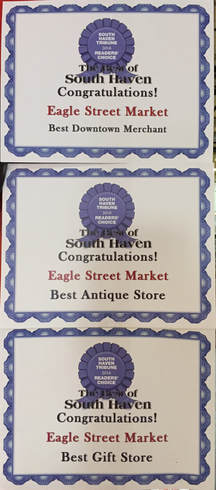 SOUTH
HAVEN
TRIBUNE
2016
READERS'
CHOICE
The Best of
South Haven
Congratulations!
Eagle Street Market
Best Downtown Merchant
SOUTH
HAVEN
TRIBUNE
READERS'
CHOICE
The Best of
South Haven
Congratulations!
Eagle Street Market
Best Antique Store
SOUTH
HAVEN
TRIBUNE
READERS'
CHOICE
The Best of
South Haven
Congratulations!
Eagle Street Market
Best Gift Store